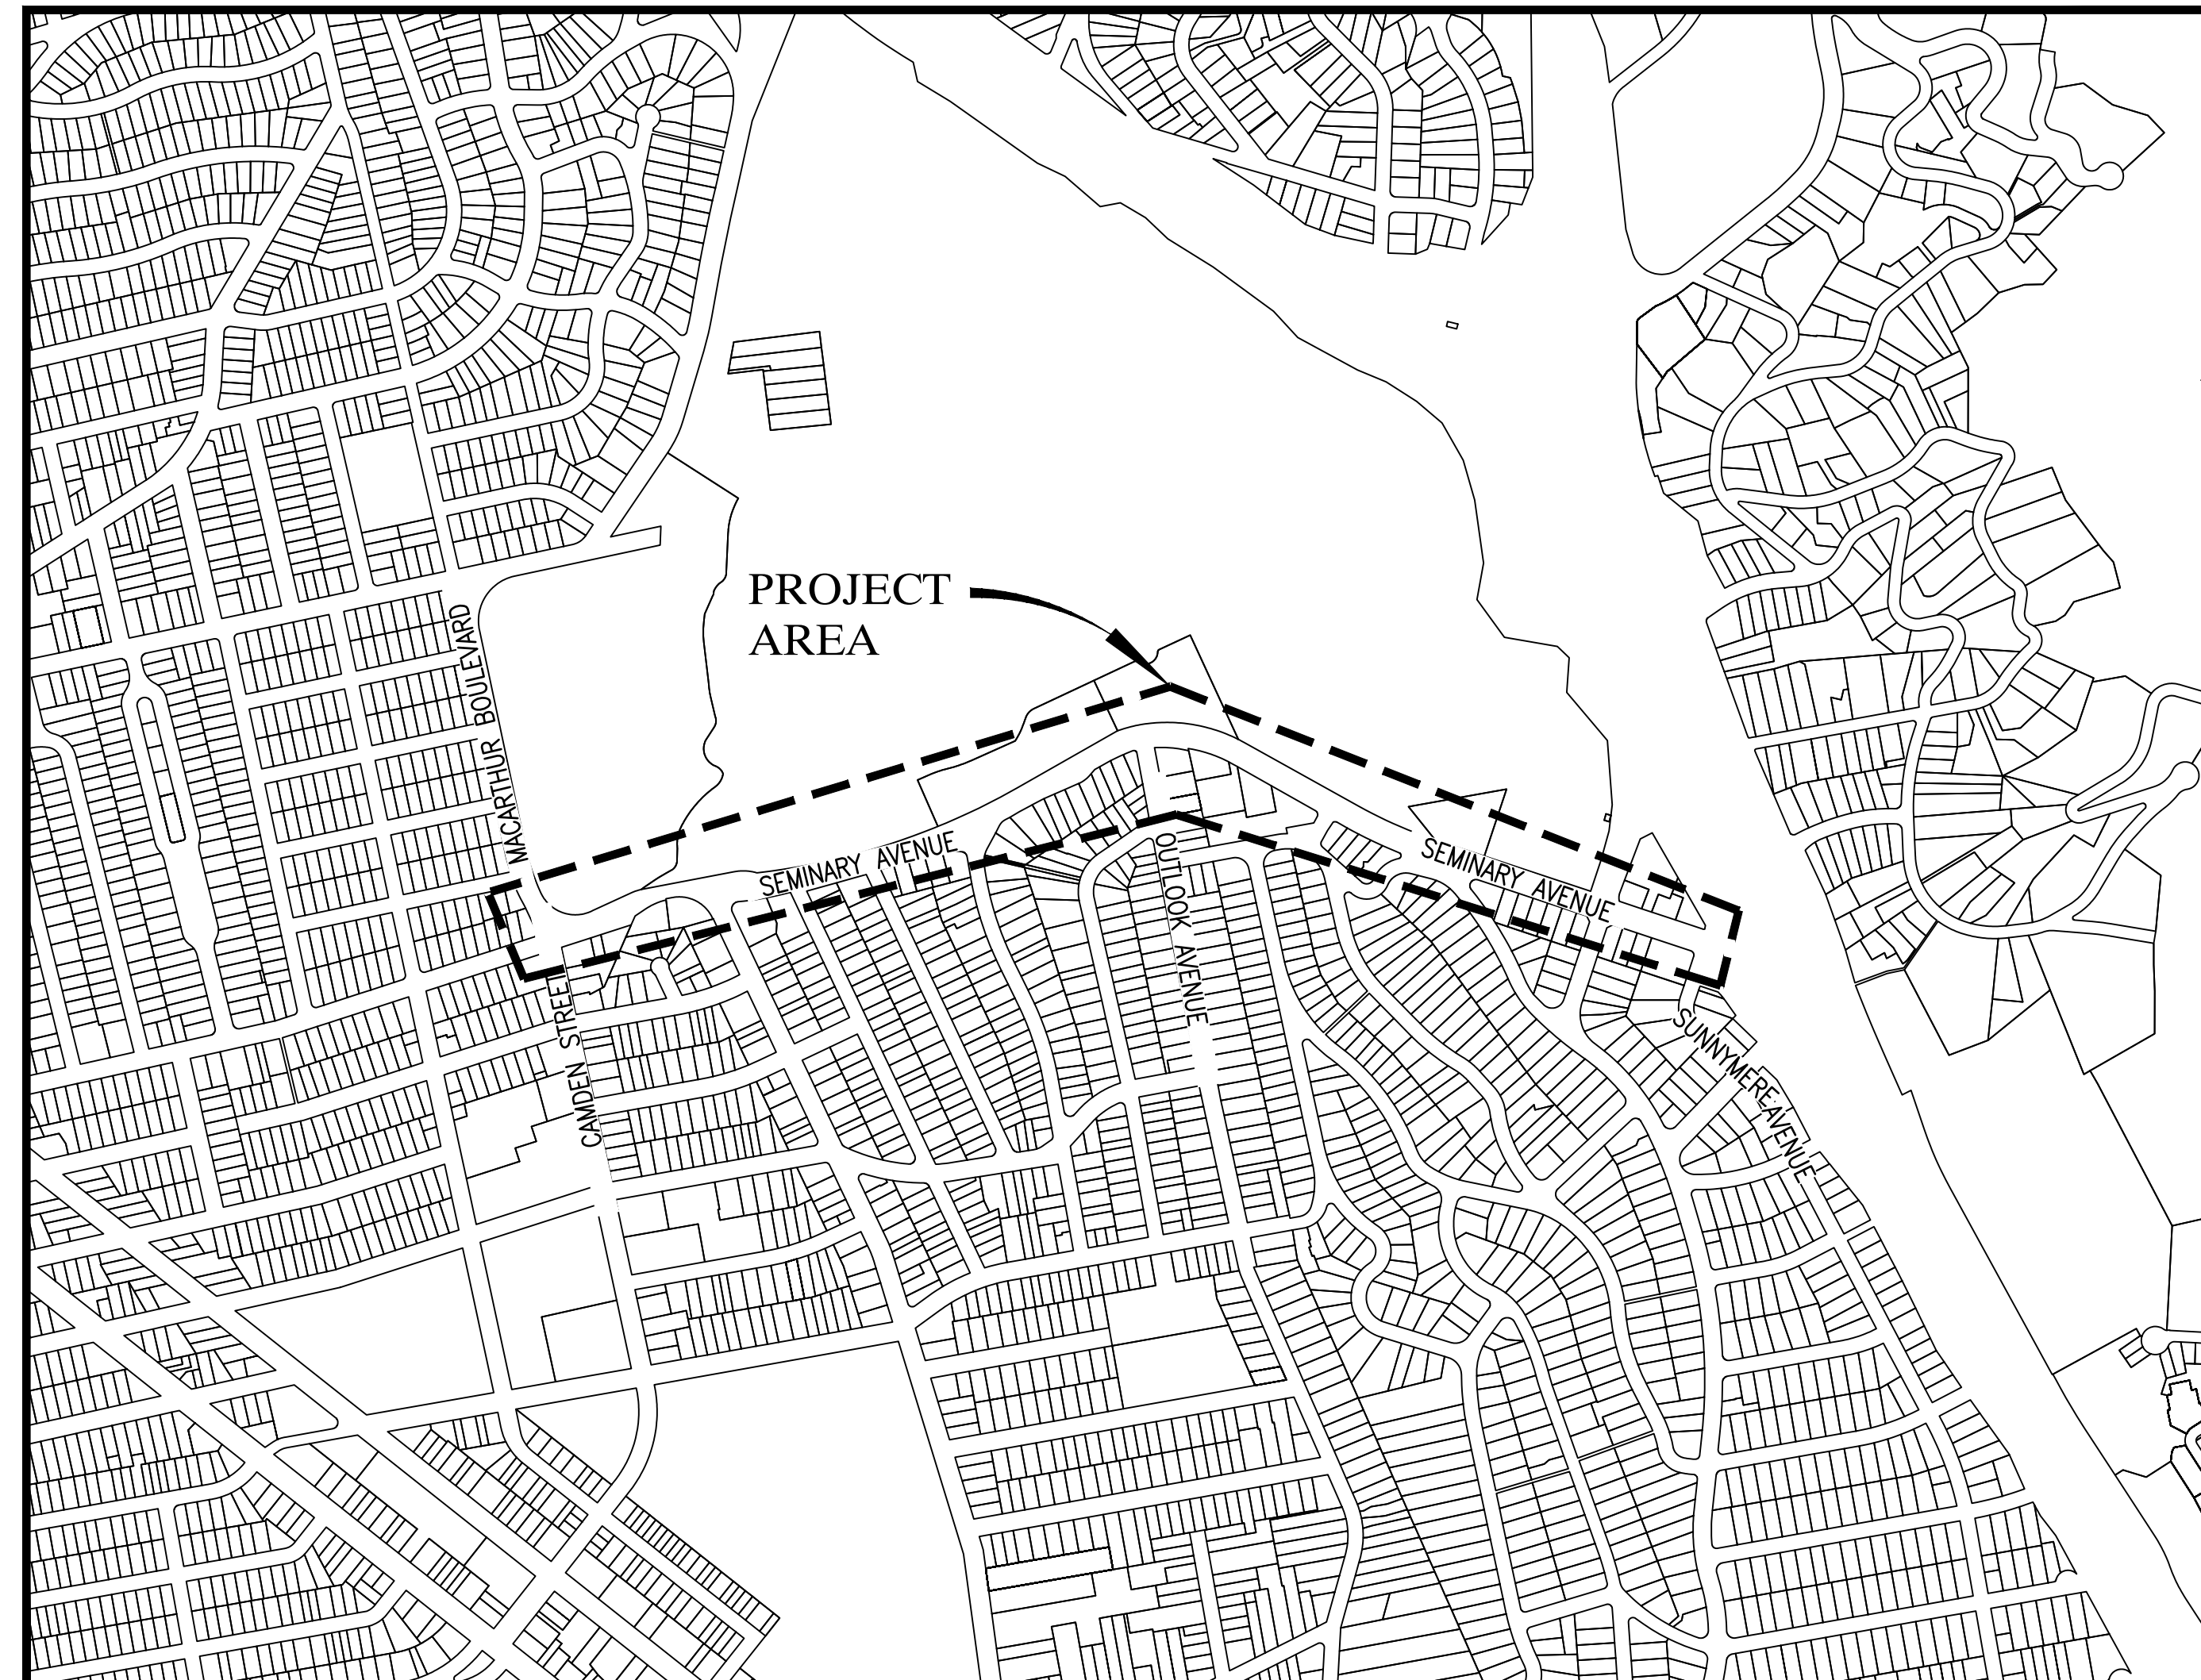 PROJECT
AREA
MACARTHUR BOULEVARD
SEMINARY AVENUE
OUTLOOK AVENUE
SEMINARY AVENUE
CAMDEN STREET
SUNNYMERE AVENUE